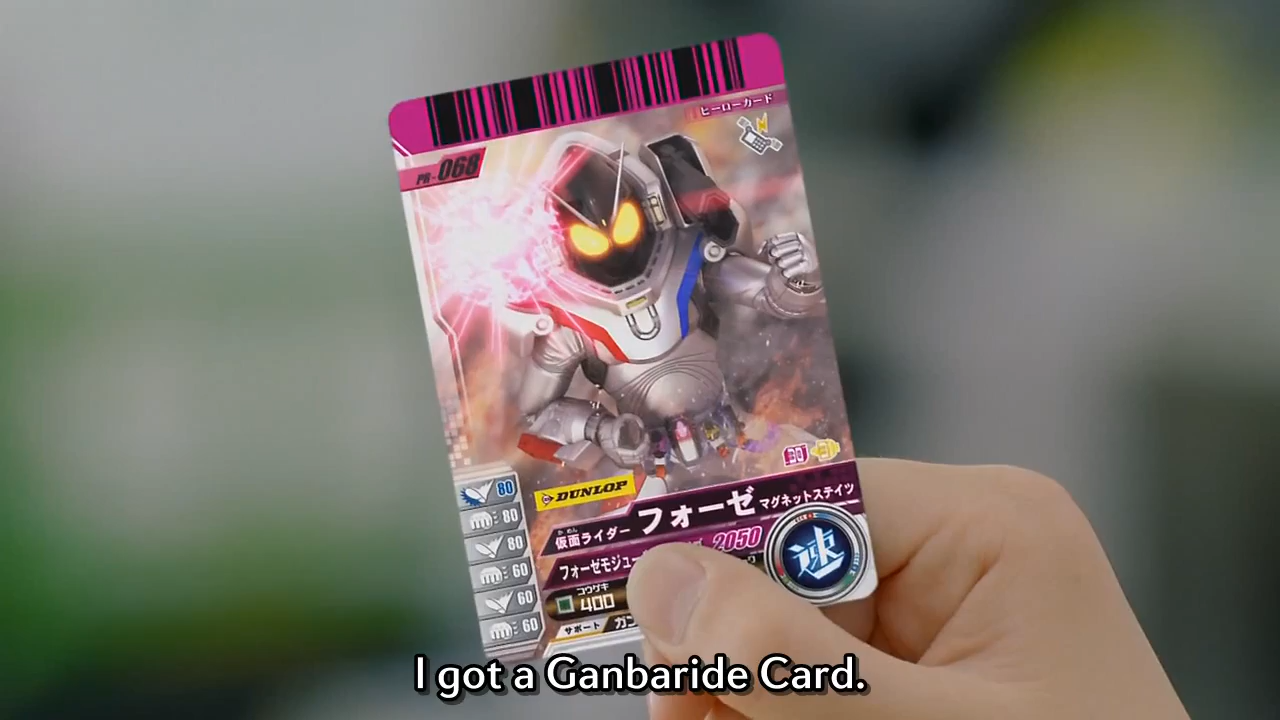 ヒーローカード
PR-068
80
80
80
60
60
60
DUNLOP
かめん
仮面ライダー フォーゼ マグネットステイツ
フォーゼモジュー
2050
速
コウゲキ
400
サポート
I got a Ganbaride Card.